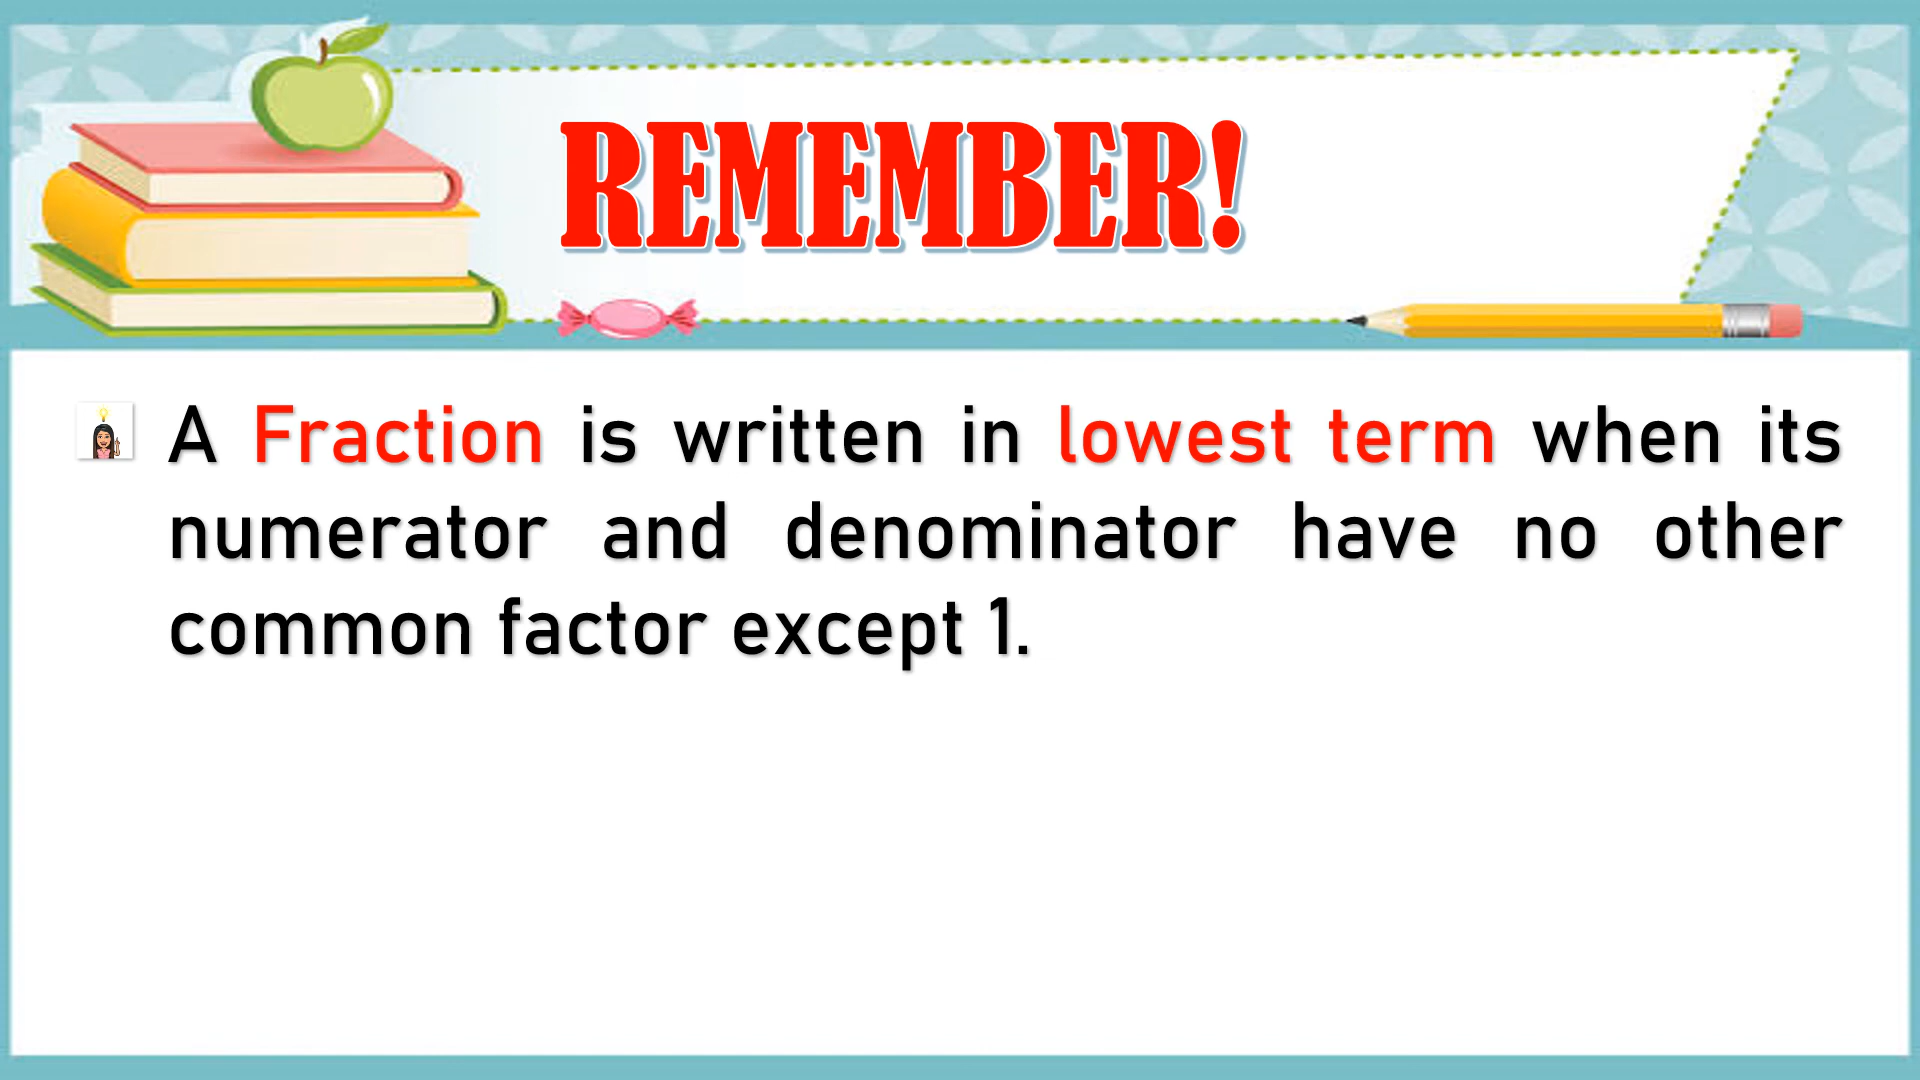 REMEMBER!
A Fraction is written in lowest term when its
numerator and denominator have no other
common factor except 1.